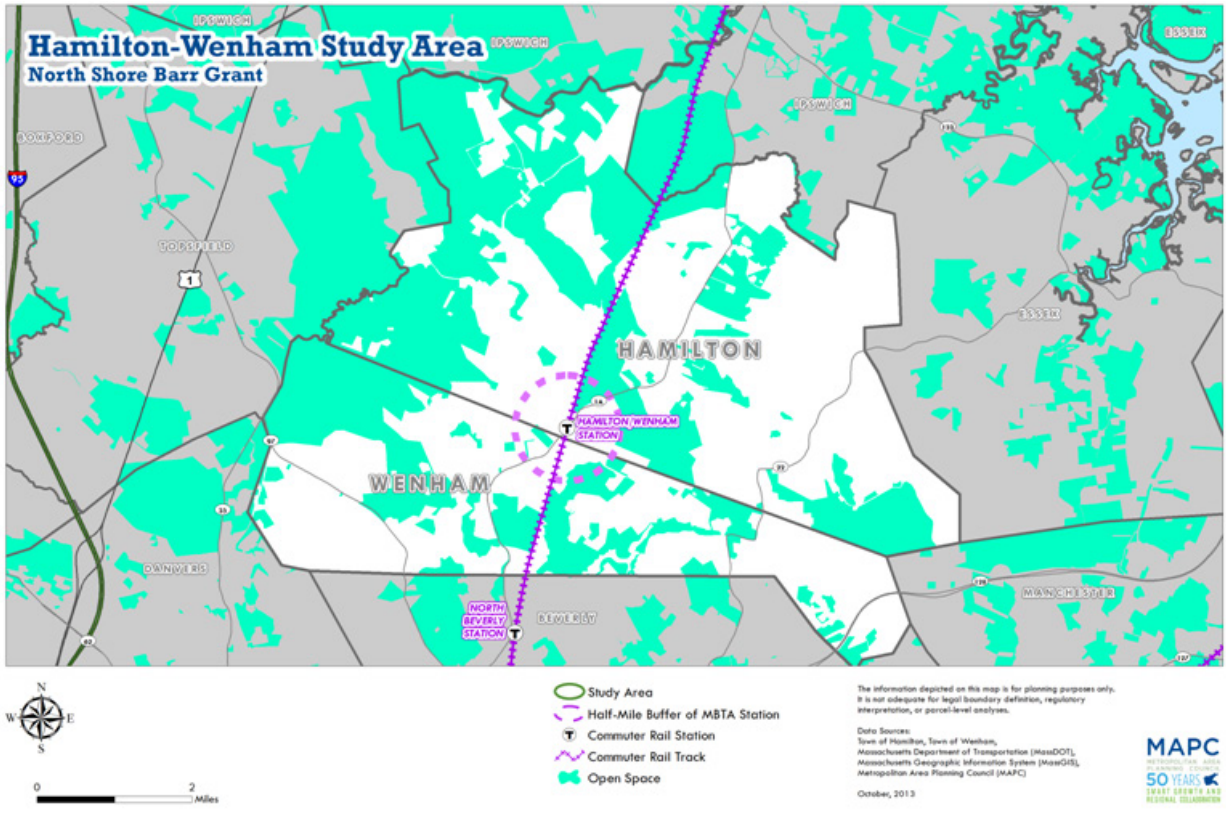 Hamilton-Wenham Study Area
North Shore Barr Grant
IPSWICH
IPSWICH
ESSEX
IPSWICH
133
BOXFORD
95
TOPSFIELD
1
ESSEX
HAMILTON
1A
HAMILTON/WENHAM
STATION
97
22
WENHAM
35
DANVERS
128
MANCHESTER
NORTH
BEVERLY
STATION
BEVERLY
T
T
62
127
N
W E
S
0 2
Miles
Study Area
Half-Mile Buffer of MBTA Station
T Commuter Rail Station
Commuter Rail Track
Open Space
The information depicted on this map is for planning purposes only.
It is not adequate for legal boundary definition, regulatory
interpretation, or parcel-level analyses.
Data Sources:
Town of Hamilton, Town of Wenham,
Massachusetts Department of Transportation (MassDOT),
Massachusetts Geographic Information System (MassGIS),
Metropolitan Area Planning Council (MAPC)
October, 2013
MAPC
METROPOLITAN AREA
PLANNING COUNCIL
50 YEARS
SMART GROWTH AND
REGIONAL COLLABORATION